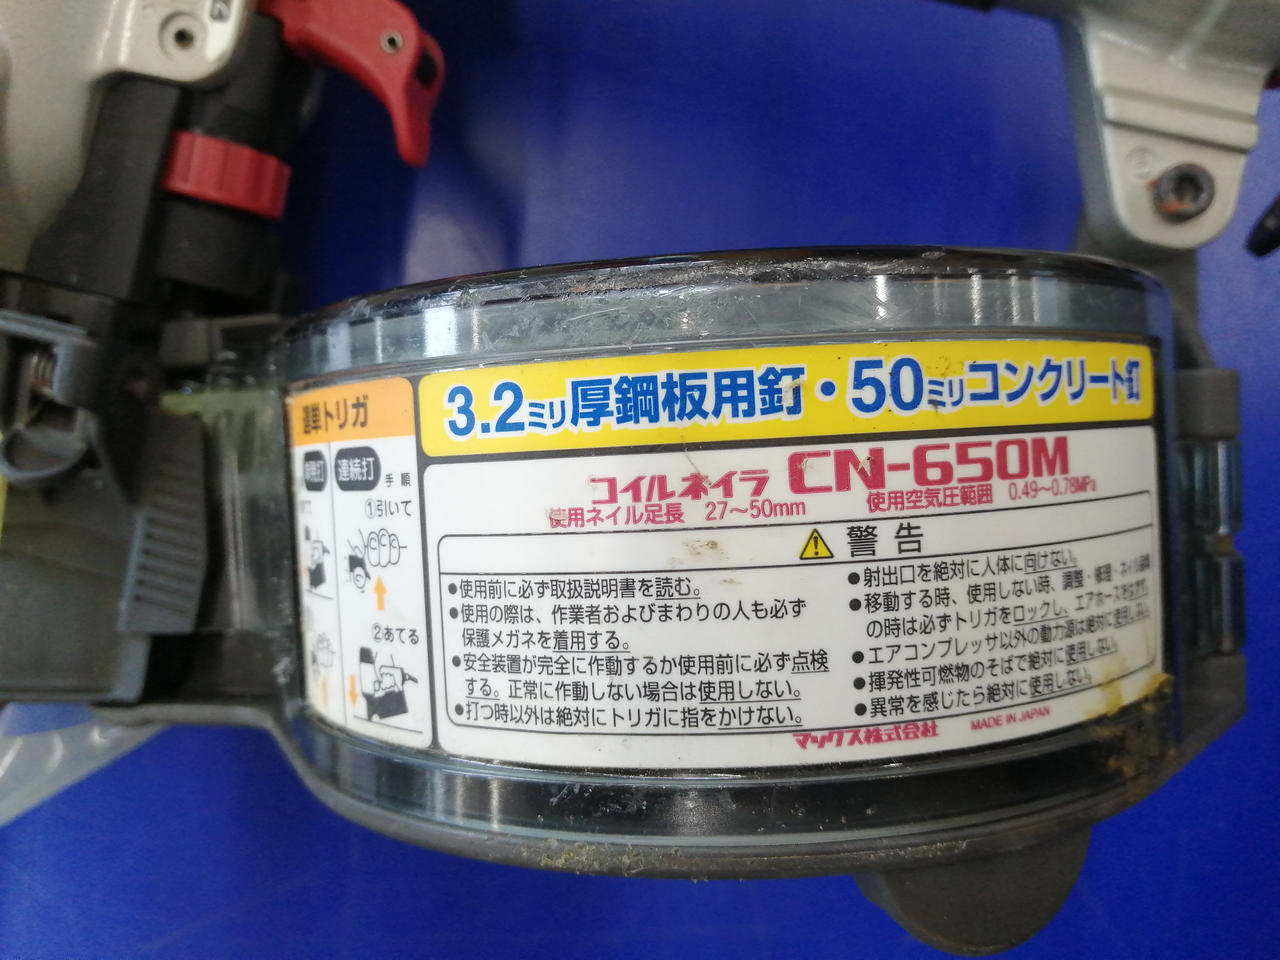 3.2ミリ厚鋼板用釘・50ミリコンクリート釘
簡単トリガ
単発打
連続打
手順
①引いて
②あてる
コイルネイラ CN-650M
使用ネイル足長 27～50mm 使用空気圧範囲 0.49～0.78MPa
警告
●使用前に必ず取扱説明書を読む。
●使用の際は、作業者およびまわりの人も必ず
保護メガネを着用する。
●安全装置が完全に作動するか使用前に必ず点検
する。正常に作動しない場合は使用しない。
●打つ時以外は絶対にトリガに指をかけない。
●射出口を絶対に人体に向けない。
●移動する時、使用しない時、調整・修理・ネイル装填
の時は必ずトリガをロックし、エアホースをはずす。
●エアコンプレッサ以外の動力源は絶対に使用しない。
●揮発性可燃物のそばで絶対に使用しない。
●異常を感じたら絶対に使用しない。
マックス株式会社 MADE IN JAPAN